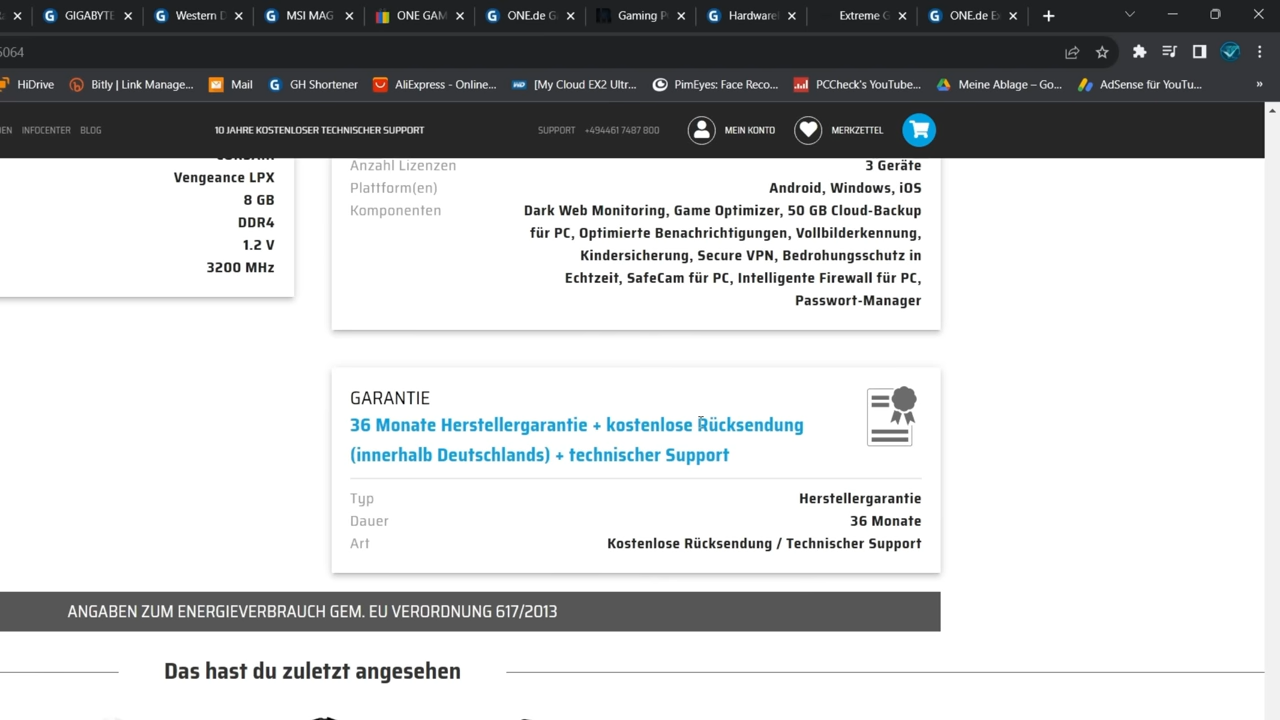 GIGABYTE
Western D
MSI MAG
ONE GAM
ONE.de G
Gaming P
Hardware
Extreme G
ONE.de E
5064
HiDrive
Bitly | Link Manage...
Mail
GH Shortener
AliExpress - Online...
[My Cloud EX2 Ultr...
PimEyes: Face Reco...
PCCheck's YouTube...
Meine Ablage – Go...
AdSense für YouTu...
»
EN INFOCENTER BLOG
10 JAHRE KOSTENLOSER TECHNISCHER SUPPORT
SUPPORT +494461 7487 800
MEIN KONTO
MERKZETTEL
Vengeance LPX
8 GB
DDR4
1.2 V
3200 MHz
Anzahl Lizenzen 3 Geräte
Plattform(en) Android, Windows, iOS
Komponenten Dark Web Monitoring, Game Optimizer, 50 GB Cloud-Backup
für PC, Optimierte Benachrichtigungen, Vollbilderkennung,
Kindersicherung, Secure VPN, Bedrohungsschutz in
Echtzeit, SafeCam für PC, Intelligente Firewall für PC,
Passwort-Manager
GARANTIE
36 Monate Herstellergarantie + kostenlose Rücksendung
(innerhalb Deutschlands) + technischer Support
Typ Herstellergarantie
Dauer 36 Monate
Art Kostenlose Rücksendung / Technischer Support
ANGABEN ZUM ENERGIEVERBRAUCH GEM. EU VERORDNUNG 617/2013
Das hast du zuletzt angesehen